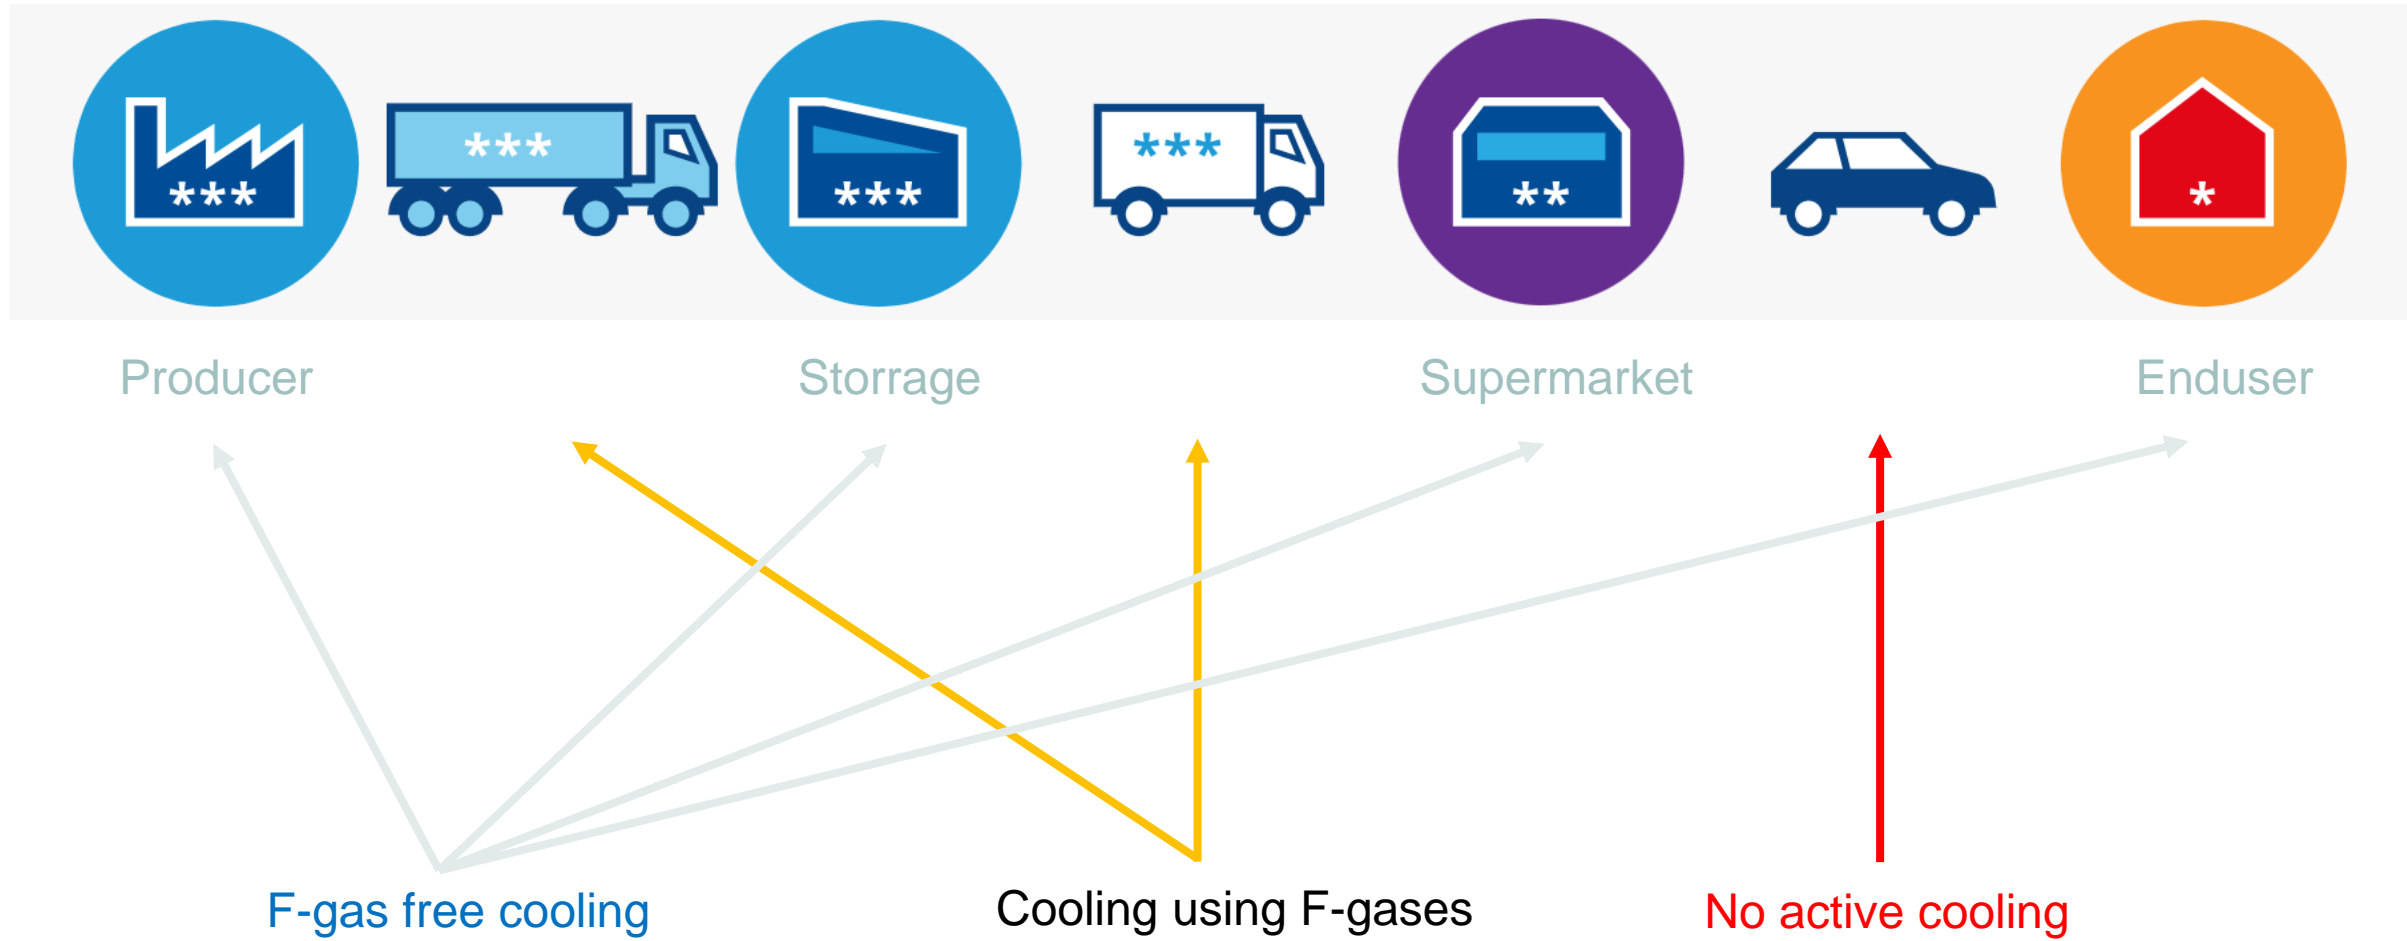 ***
***
***
***
**
*
Producer
Storrage
Supermarket
Enduser
F-gas free cooling
Cooling using F-gases
No active cooling